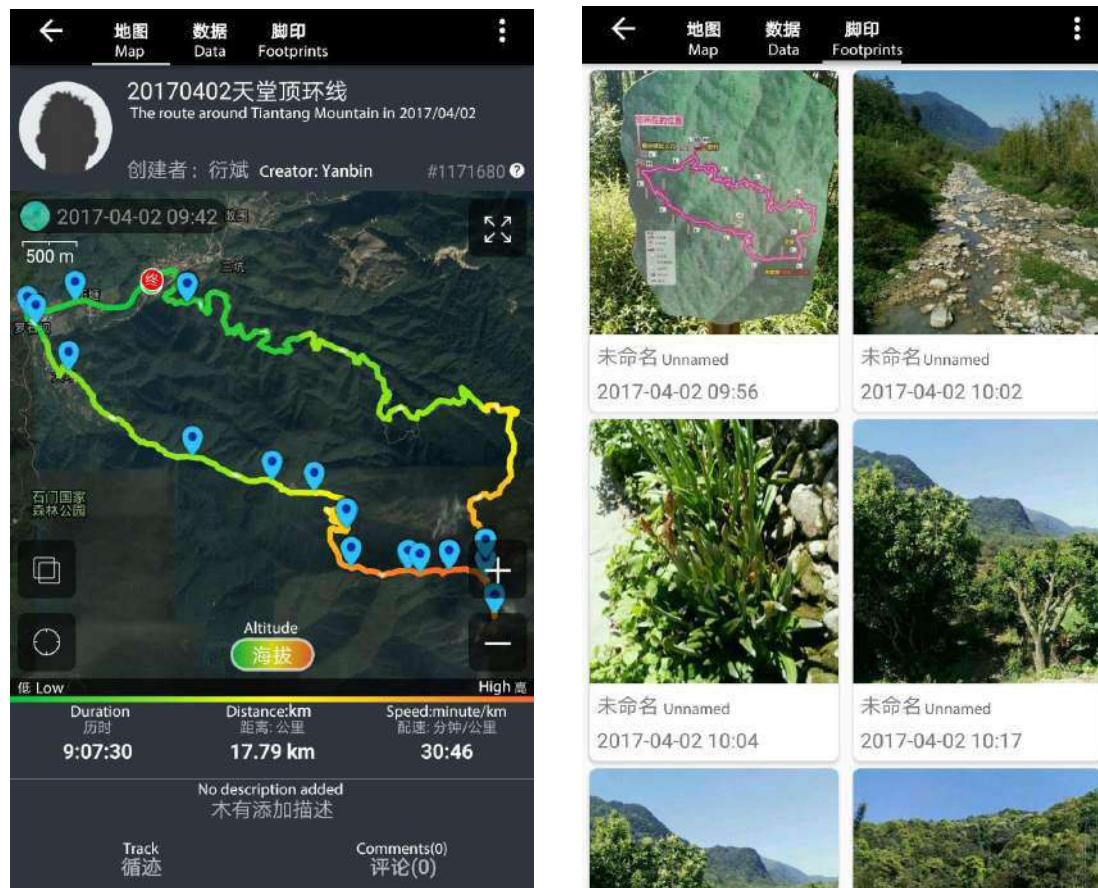 地图
Map
数据
Data
脚印
Footprints
20170402天堂顶环线
The route around Tiantang Mountain in 2017/04/02
创建者：衍斌 Creator: Yanbin #1171680
2017-04-02 09:42
500 m
三坑
终
石门国家
森林公园
Altitude
海拔
低 Low
High 高
Duration
历时
9:07:30
Distance:km
距离: 公里
17.79 km
Speed:minute/km
配速: 分钟/公里
30:46
No description added
木有添加描述
Track
循迹
Comments(0)
评论(0)
地图
Map
数据
Data
脚印
Footprints
未命名 Unnamed
2017-04-02 09:56
未命名 Unnamed
2017-04-02 10:02
未命名 Unnamed
2017-04-02 10:04
未命名 Unnamed
2017-04-02 10:17